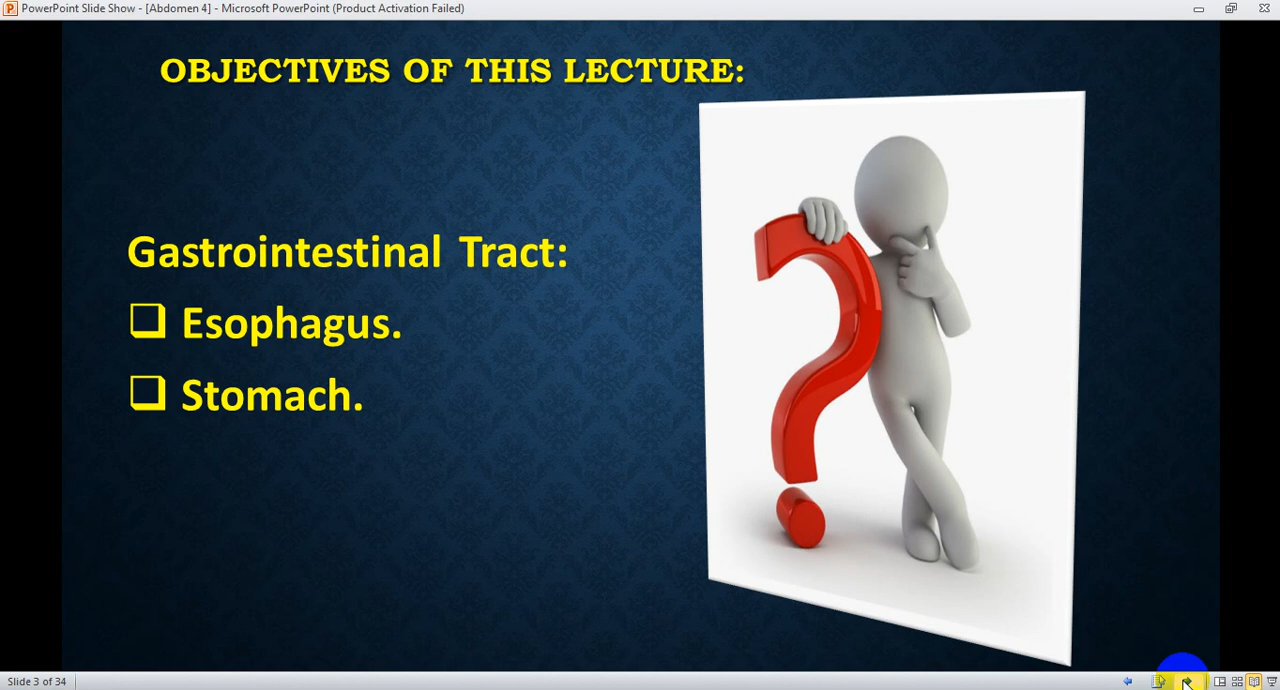 PowerPoint Slide Show - [Abdomen 4] - Microsoft PowerPoint (Product Activation Failed)
OBJECTIVES OF THIS LECTURE:
Gastrointestinal Tract:
Esophagus.
Stomach.
Slide 3 of 34